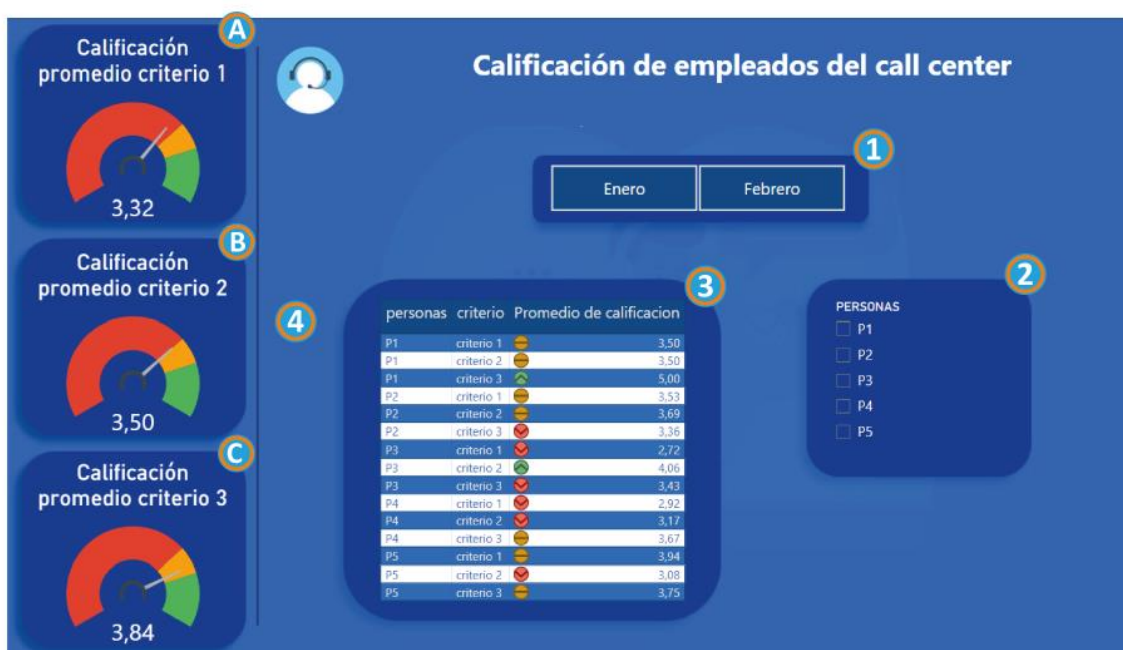 A
Calificación
promedio criterio 1
3,32
B
Calificación
promedio criterio 2
3,50
C
Calificación
promedio criterio 3
3,84
Calificación de empleados del call center
1
Enero Febrero
4
3
personas criterio Promedio de calificacion
P1 criterio 1 3,50
P1 criterio 2 3,50
P1 criterio 3 5,00
P2 criterio 1 3,53
P2 criterio 2 3,69
P2 criterio 3 3,36
P3 criterio 1 2,72
P3 criterio 2 4,06
P3 criterio 3 3,43
P4 criterio 1 2,92
P4 criterio 2 3,17
P4 criterio 3 3,67
P5 criterio 1 3,94
P5 criterio 2 3,08
P5 criterio 3 3,75
2
PERSONAS
P1
P2
P3
P4
P5